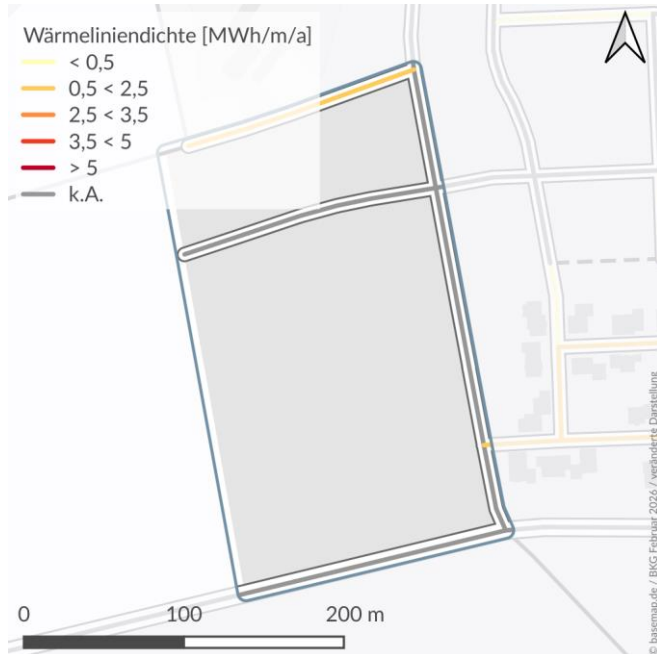 Wärmeliniendichte [MWh/m/a]
< 0,5
0,5 < 2,5
2,5 < 3,5
3,5 < 5
> 5
k.A.
0 100 200 m
© basemap.de / BKG Februar 2026 / veränderte Darstellung